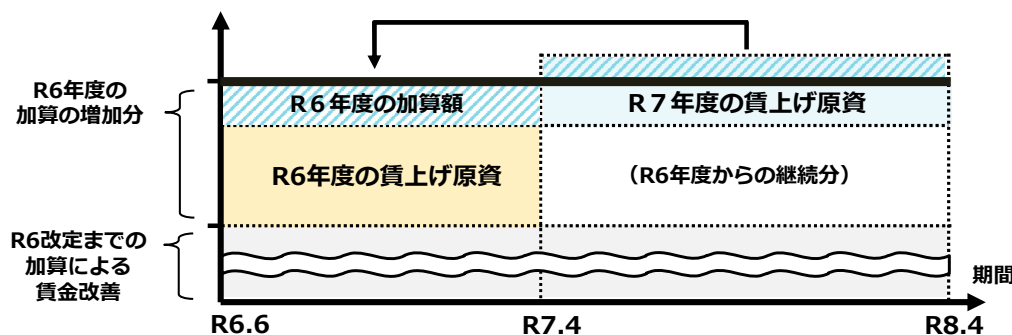 R6年度の
加算の増加分
R６年度の加算額
R７年度の賃上げ原資
R6年度の賃上げ原資
（R6年度からの継続分）
R6改定までの
加算による
賃金改善
期間
R6.6
R7.4
R8.4